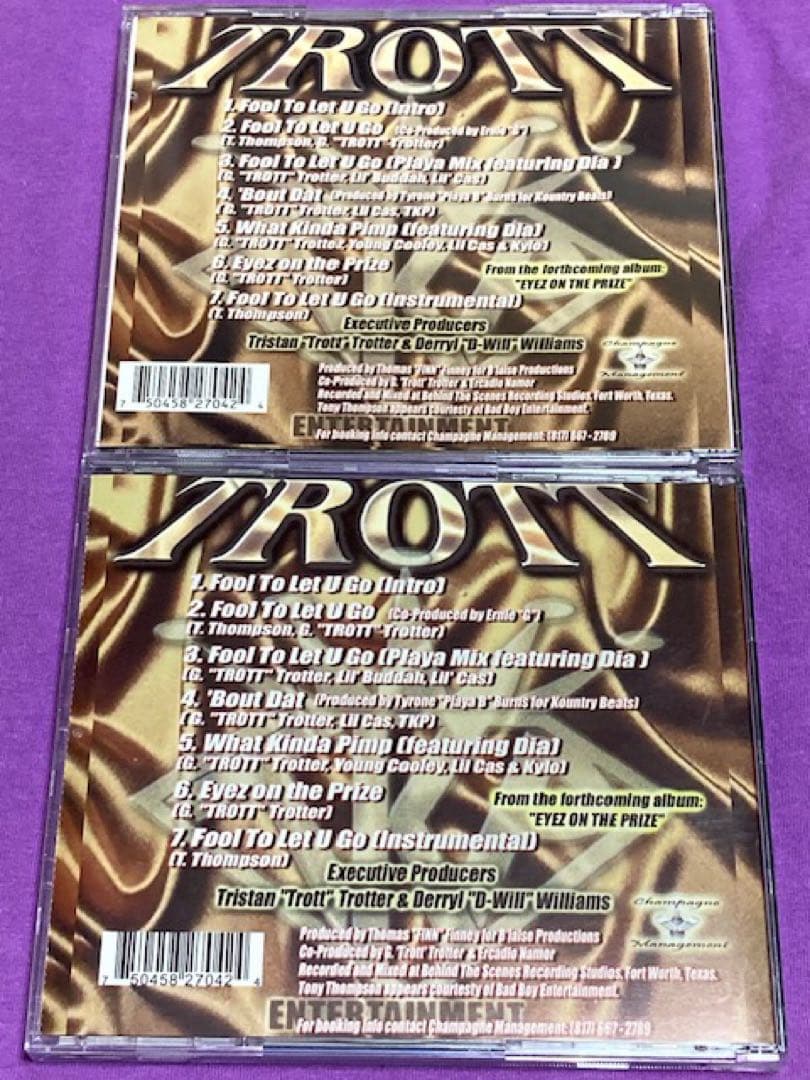 TROTT
1. Fool To Let U Go (Intro)
2. Fool To Let U Go (Co-Produced by Ernie "G")
(T. Thompson, G. "TROTT" Trotter)
3. Fool To Let U Go (Playa Mix featuring Dia )
(G. "TROTT" Trotter, Lil' Buddah, Lil' Cas)
4. 'Bout Dat (Produced by Tyrone "Playa B" Burns for Kountry Beats)
(G. "TROTT" Trotter, Lil Cas, TKP)
5. What Kinda Pimp (featuring Dia)
(G. "TROTT" Trotter, Young Cooley, Lil Cas & Kylo)
6. Eyez on the Prize
(G. "TROTT" Trotter)
From the forthcoming album:
"EYEZ ON THE PRIZE"
7. Fool To Let U Go (Instrumental)
(T. Thompson)
Executive Producers
Tristan "Trott" Trotter & Derryl "D-Will" Williams
Champagne
Management
Produced by Thomas "FINN" Finney for B'laise Productions
Co-Produced by G. 'Trott' Trotter & Ercadio Namor
Recorded and Mixed at Behind The Scenes Recording Studios, Fort Worth, Texas.
Tony Thompson appears courtesty of Bad Boy Entertainment.
7 50458 27042 4
ENTERTAINMENT
For booking info contact Champagne Management: (817) 667-2789
TROTT
1. Fool To Let U Go (Intro)
2. Fool To Let U Go (Co-Produced by Ernie "G")
(T. Thompson, G. "TROTT" Trotter)
3. Fool To Let U Go (Playa Mix featuring Dia )
(G. "TROTT" Trotter, Lil' Buddah, Lil' Cas)
4. 'Bout Dat (Produced by Tyrone "Playa B" Burns for Kountry Beats)
(G. "TROTT" Trotter, Lil Cas, TKP)
5. What Kinda Pimp (featuring Dia)
(G. "TROTT" Trotter, Young Cooley, Lil Cas & Kylo)
6. Eyez on the Prize
(G. "TROTT" Trotter)
From the forthcoming album:
"EYEZ ON THE PRIZE"
7. Fool To Let U Go (Instrumental)
(T. Thompson)
Executive Producers
Tristan "Trott" Trotter & Derryl "D-Will" Williams
Champagne
Management
Produced by Thomas "FINN" Finney for B'laise Productions
Co-Produced by G. 'Trott' Trotter & Ercadio Namor
Recorded and Mixed at Behind The Scenes Recording Studios, Fort Worth, Texas.
Tony Thompson appears courtesty of Bad Boy Entertainment.
7 50458 27042 4
ENTERTAINMENT
For booking info contact Champagne Management: (817) 667-2789